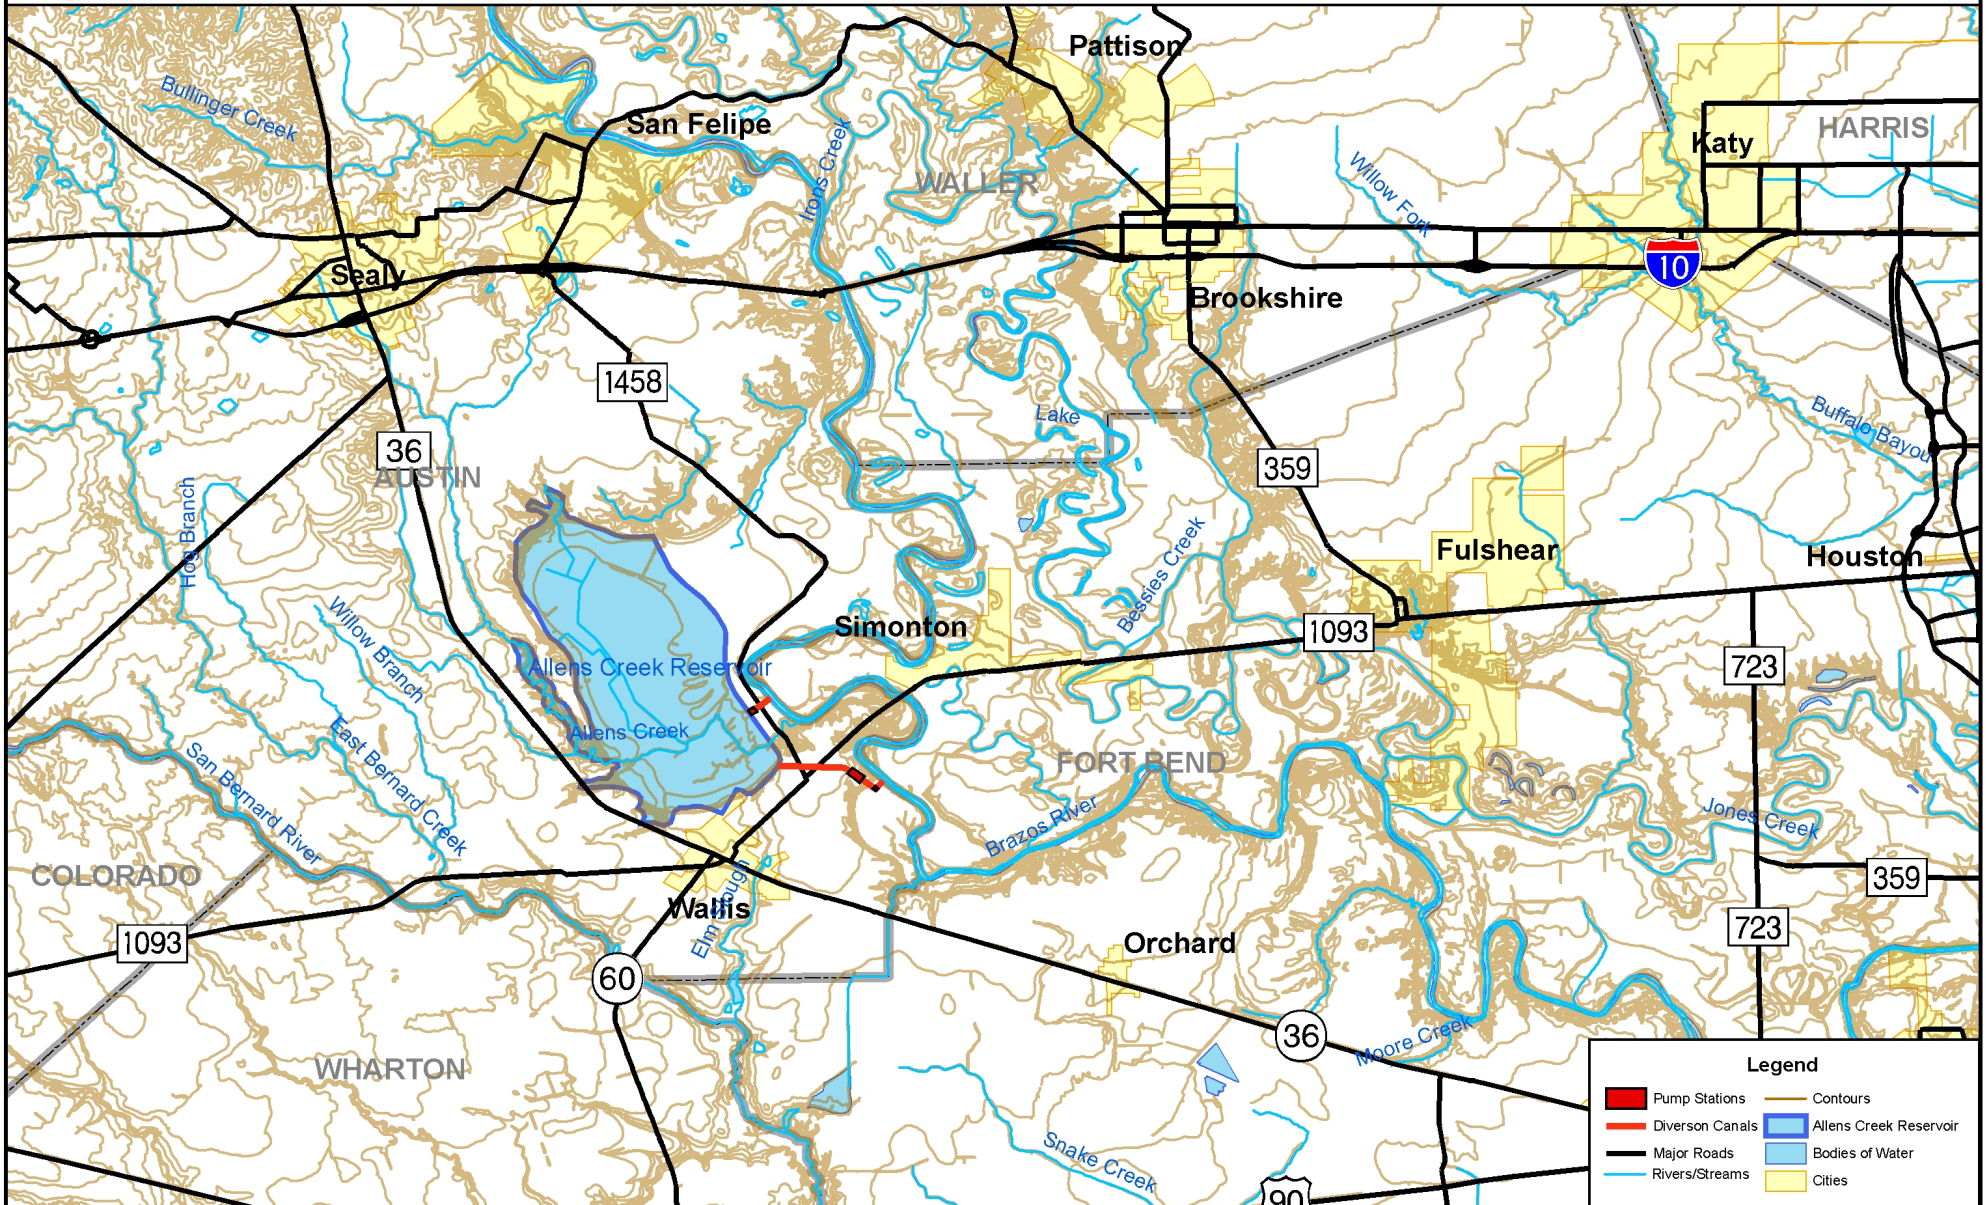 Pattison
Bullinger Creek
San Felipe
Irons Creek
WALLER
Willow Fork
Katy
HARRIS
Sealy
10
Brookshire
1458
Lake
Buffalo Bayou
36
AUSTIN
359
Hog Branch
Bessies Creek
Fulshear
Houston
Willow Branch
Simonton
1093
Allens Creek Reservoir
723
Allens Creek
East Bernard Creek
San Bernard River
FORT BEND
Brazos River
Jones Creek
COLORADO
359
Wallis
Elm Slough
1093
Orchard
723
60
36
Moore Creek
WHARTON
Snake Creek
90
Legend
Pump Stations
Contours
Diverson Canals
Allens Creek Reservoir
Major Roads
Bodies of Water
Rivers/Streams
Cities